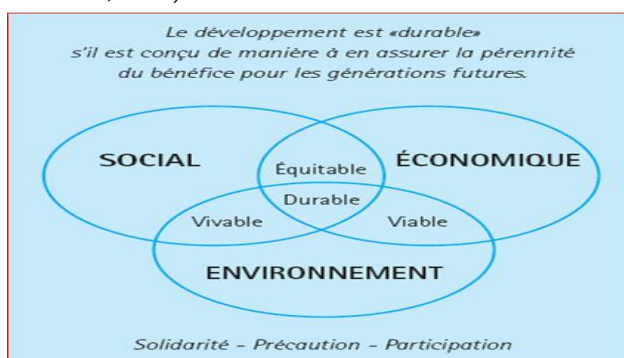 Le développement est «durable»
s'il est conçu de manière à en assurer la pérennité
du bénéfice pour les générations futures.
SOCIAL
ÉCONOMIQUE
Équitable
Durable
Vivable
Viable
ENVIRONNEMENT
Solidarité – Précaution – Participation